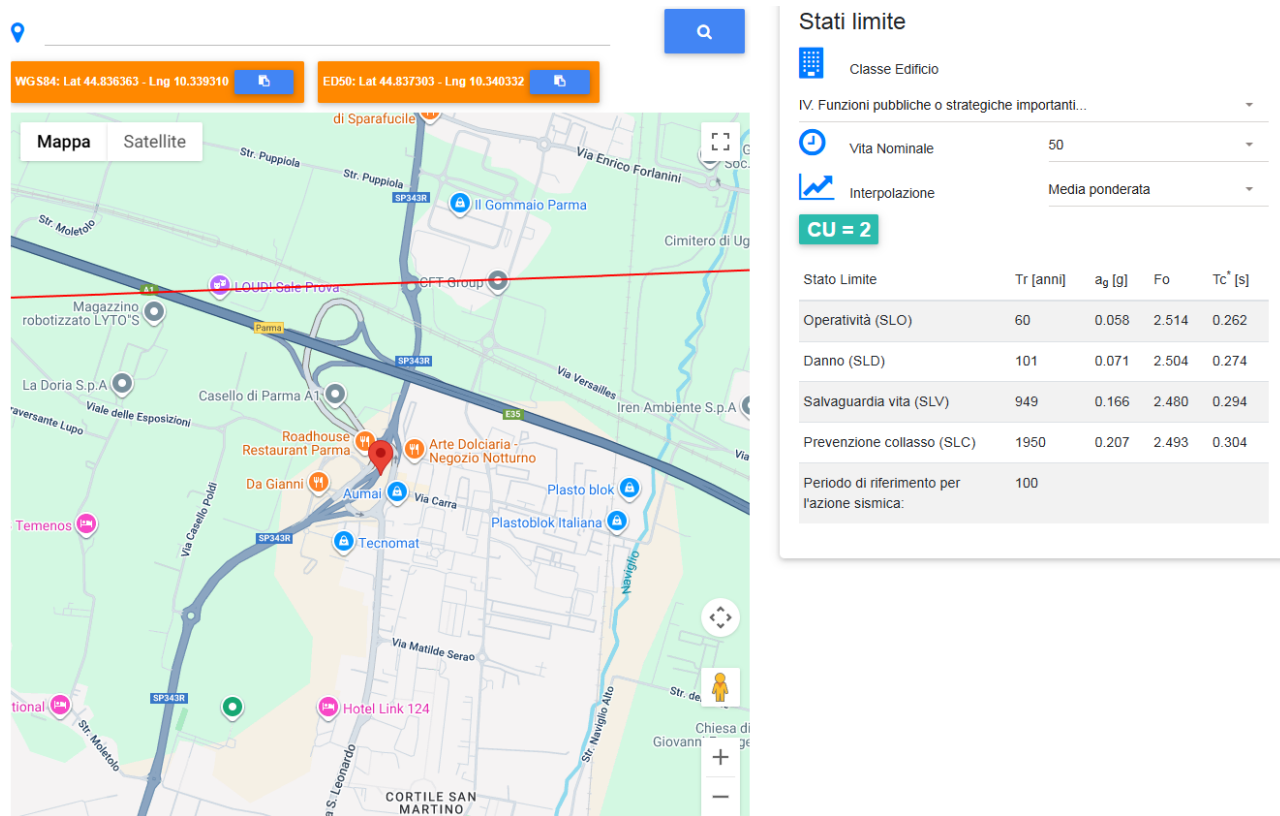 WGS84: Lat 44.836363 - Lng 10.339310
ED50: Lat 44.837303 - Lng 10.340332
Mappa
Satellite
di Sparafucile
Str. Puppiola
Str. Puppiola
Via Enrico Forlanini
Soc.
SP343R
Il Gommaio Parma
Str. Moletolo
Cimitero di Ug
A1
LOUD! Sale Prova
CFT Group
Magazzino
robotizzato LYTO"S
Parma
SP343R
La Doria S.p.A
Casello di Parma A1
Via Versailles
Iren Ambiente S.p.A
raversante Lupo
Viale delle Esposizioni
E35
Roadhouse
Restaurant Parma
Arte Dolciaria -
Negozio Notturno
Via
Da Gianni
Aumai
Via Carra
Plasto blok
Via Casello Poldi
Temenos
Plastoblok Italiana
SP343R
Tecnomat
Naviglio
Via Matilde Serao
SP343R
Str. de
tional
Hotel Link 124
Str. Moletolo
Str. Naviglio Alto
Chiesa di
Giovanni
a S. Leonardo
CORTILE SAN
MARTINO
Stati limite
Classe Edificio
IV. Funzioni pubbliche o strategiche importanti...
Vita Nominale 50
Interpolazione Media ponderata
CU = 2
Stato Limite Tr [anni] ag [g] Fo Tc* [s]
Operatività (SLO) 60 0.058 2.514 0.262
Danno (SLD) 101 0.071 2.504 0.274
Salvaguardia vita (SLV) 949 0.166 2.480 0.294
Prevenzione collasso (SLC) 1950 0.207 2.493 0.304
Periodo di riferimento per 100
l'azione sismica: